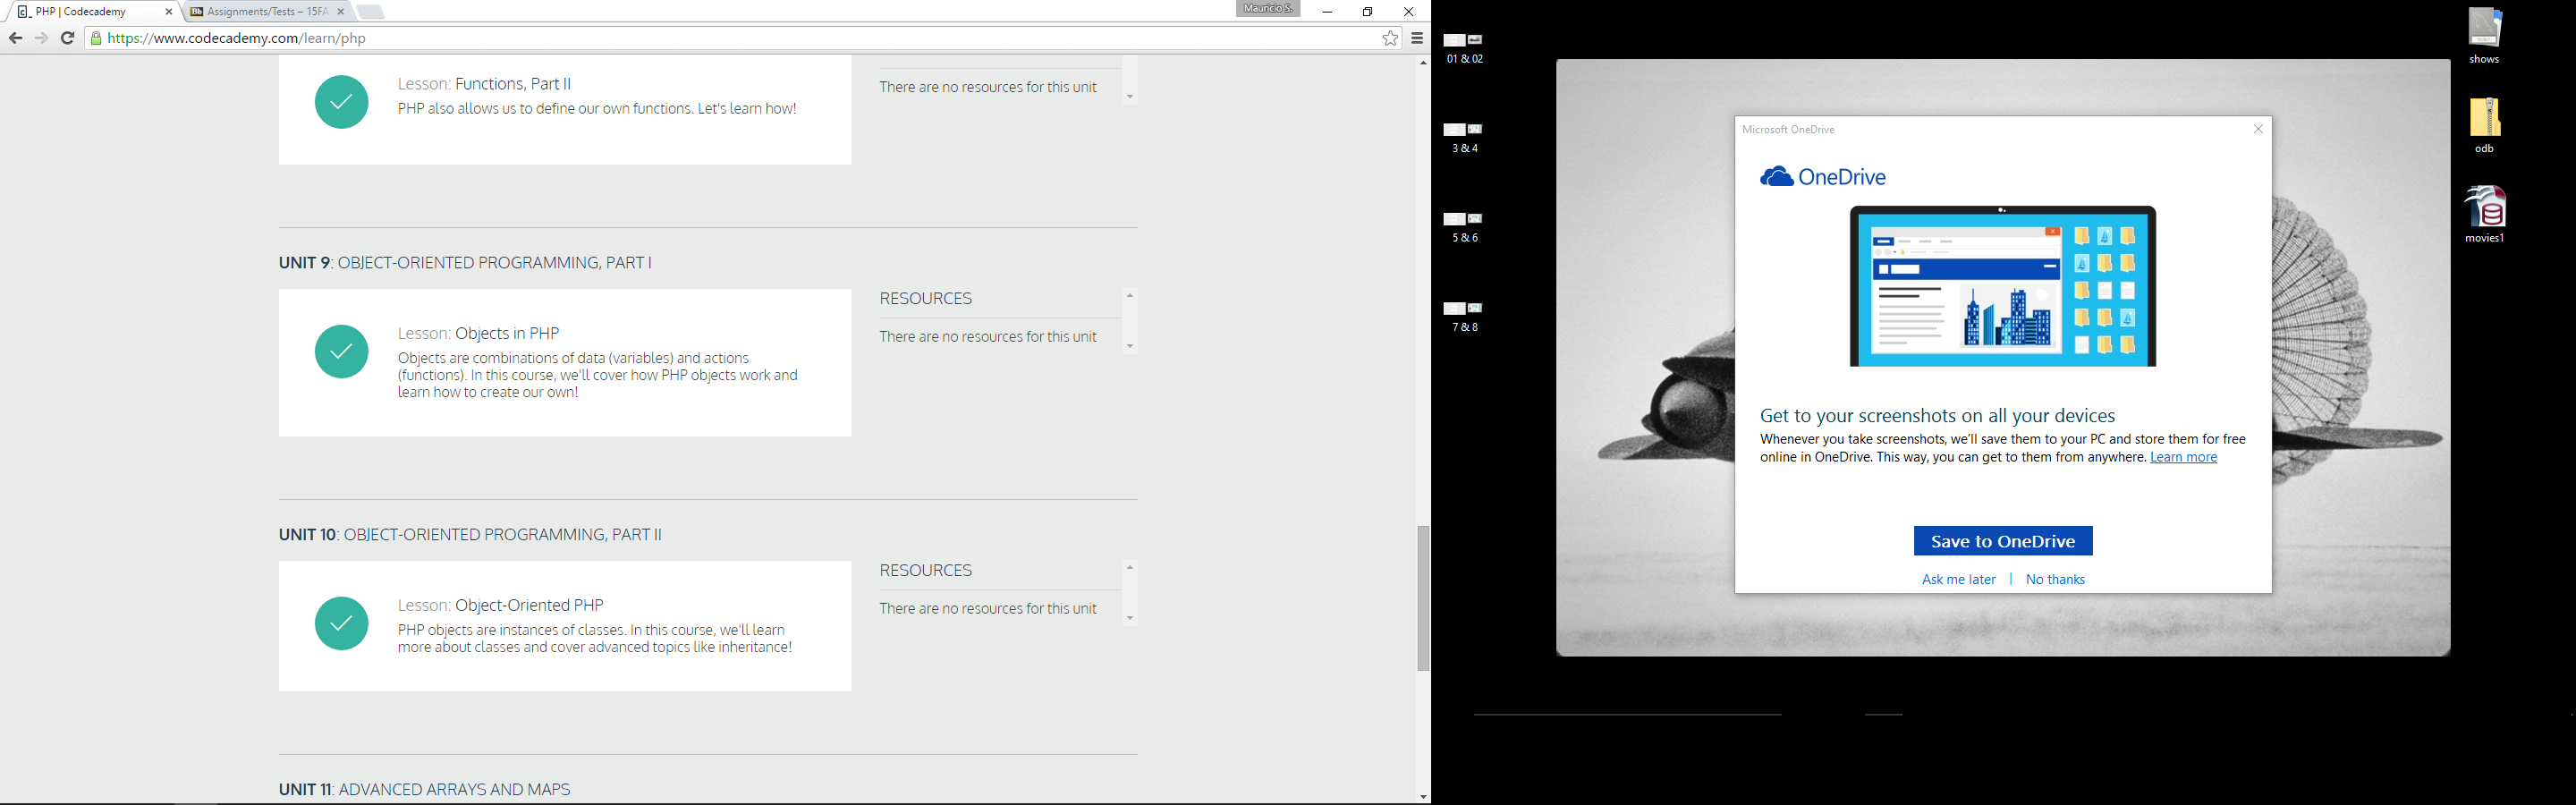 PHP | Codecademy
Bb Assignments/Tests – 15FA
Mauricio S.
https://www.codecademy.com/learn/php
Lesson: Functions, Part II
PHP also allows us to define our own functions. Let's learn how!
There are no resources for this unit
UNIT 9: OBJECT-ORIENTED PROGRAMMING, PART I
Lesson: Objects in PHP
Objects are combinations of data (variables) and actions
(functions). In this course, we'll cover how PHP objects work and
learn how to create our own!
RESOURCES
There are no resources for this unit
UNIT 10: OBJECT-ORIENTED PROGRAMMING, PART II
Lesson: Object-Oriented PHP
PHP objects are instances of classes. In this course, we'll learn
more about classes and cover advanced topics like inheritance!
RESOURCES
There are no resources for this unit
UNIT 11: ADVANCED ARRAYS AND MAPS
01 & 02
3 & 4
5 & 6
7 & 8
Microsoft OneDrive
OneDrive
Get to your screenshots on all your devices
Whenever you take screenshots, we'll save them to your PC and store them for free
online in OneDrive. This way, you can get to them from anywhere. Learn more
Save to OneDrive
Ask me later | No thanks
shows
odb
movies1